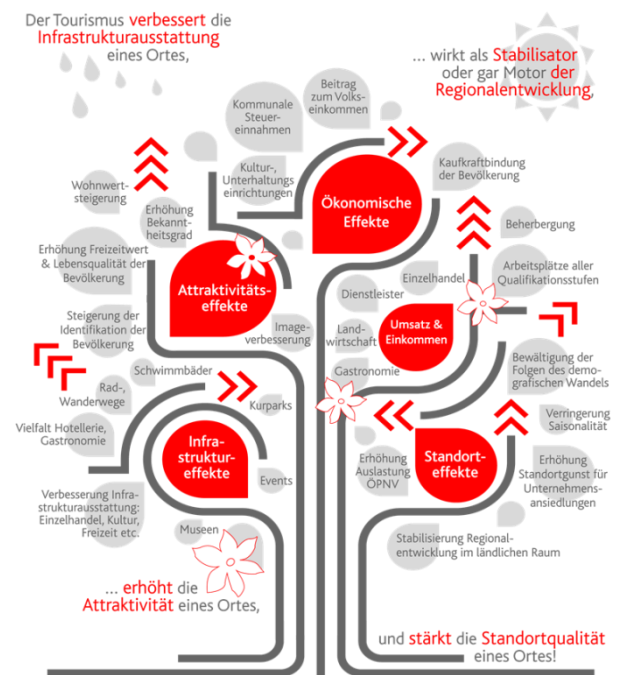 Der Tourismus verbessert die
Infrastrukturausstattung
eines Ortes,
... wirkt als Stabilisator
oder gar Motor der
Regionalentwicklung,
Beitrag
zum Volks-
einkommen
Kommunale
Steuer-
einnahmen
Kultur-,
Unterhaltungs
einrichtungen
Ökonomische
Effekte
Kaufkraftbindung
der Bevölkerung
Wohnwert-
steigerung
Erhöhung
Bekannt-
heitsgrad
Beherbergung
Erhöhung Freizeitwert
& Lebensqualität der
Bevölkerung
Attraktivitäts-
effekte
Einzelhandel
Arbeitsplätze aller
Qualifikationsstufen
Dienstleister
Steigerung der
Identifikation der
Bevölkerung
Image-
verbesserung
Land-
wirtschaft
Umsatz &
Einkommen
Gastronomie
Bewältigung der
Folgen des demo-
grafischen Wandels
Schwimmbäder
Rad-,
Wanderwege
Kurparks
Verringerung
Saisonalität
Vielfalt Hotellerie,
Gastronomie
Infra-
struktur-
effekte
Erhöhung
Auslastung
ÖPNV
Standort-
effekte
Erhöhung
Standortgunst für
Unternehmens-
ansiedlungen
Events
Verbesserung Infra-
strukturausstattung:
Einzelhandel, Kultur,
Freizeit etc.
Museen
Stabilisierung Regional-
entwicklung im ländlichen Raum
... erhöht die
Attraktivität eines Ortes,
und stärkt die Standortqualität
eines Ortes!